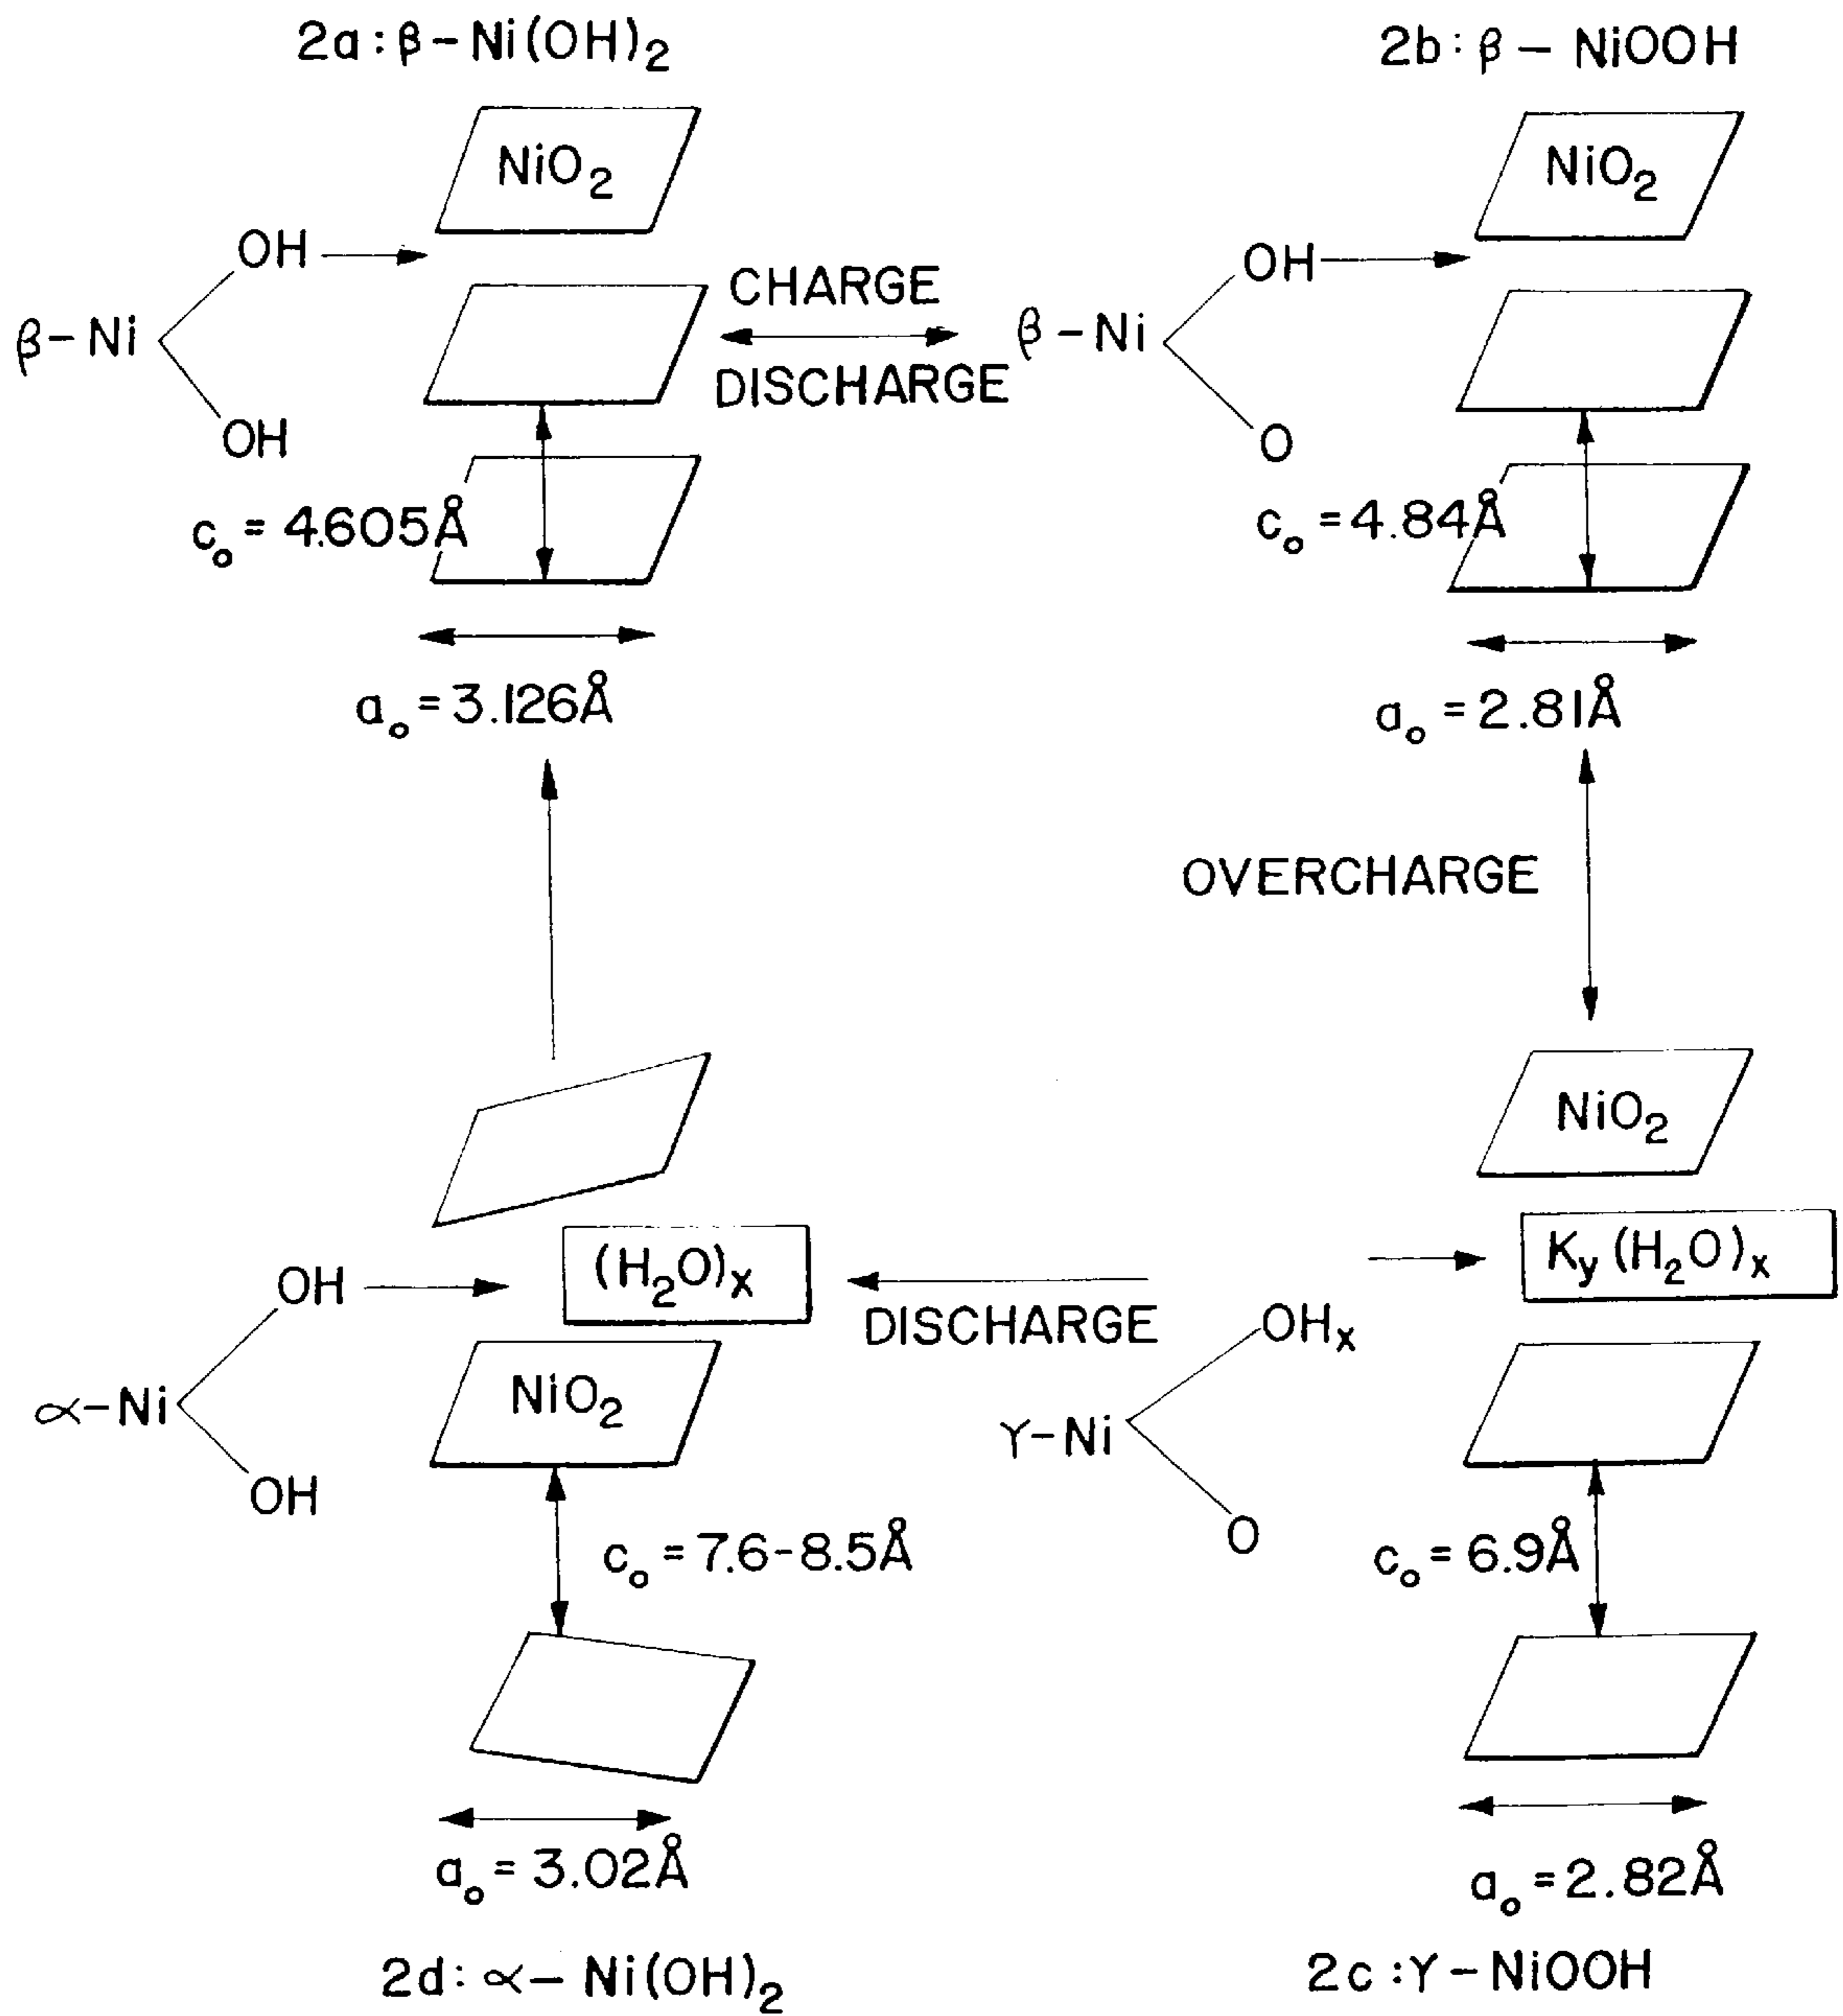 2a: β-Ni(OH)₂
NiO₂
OH
β-Ni
OH
c₀ = 4.605Å
a₀ = 3.126Å
CHARGE
DISCHARGE
2b: β - NiOOH
NiO₂
OH
β-Ni
O
c₀ = 4.84Å
a₀ = 2.81Å
OVERCHARGE
NiO₂
K_y(H₂O)ₓ
OHₓ
γ-Ni
O
c₀ = 6.9Å
a₀ = 2.82Å
2c: γ-NiOOH
DISCHARGE
(H₂O)ₓ
OH
NiO₂
α-Ni
OH
c₀ = 7.6-8.5Å
a₀ = 3.02Å
2d: α-Ni(OH)₂